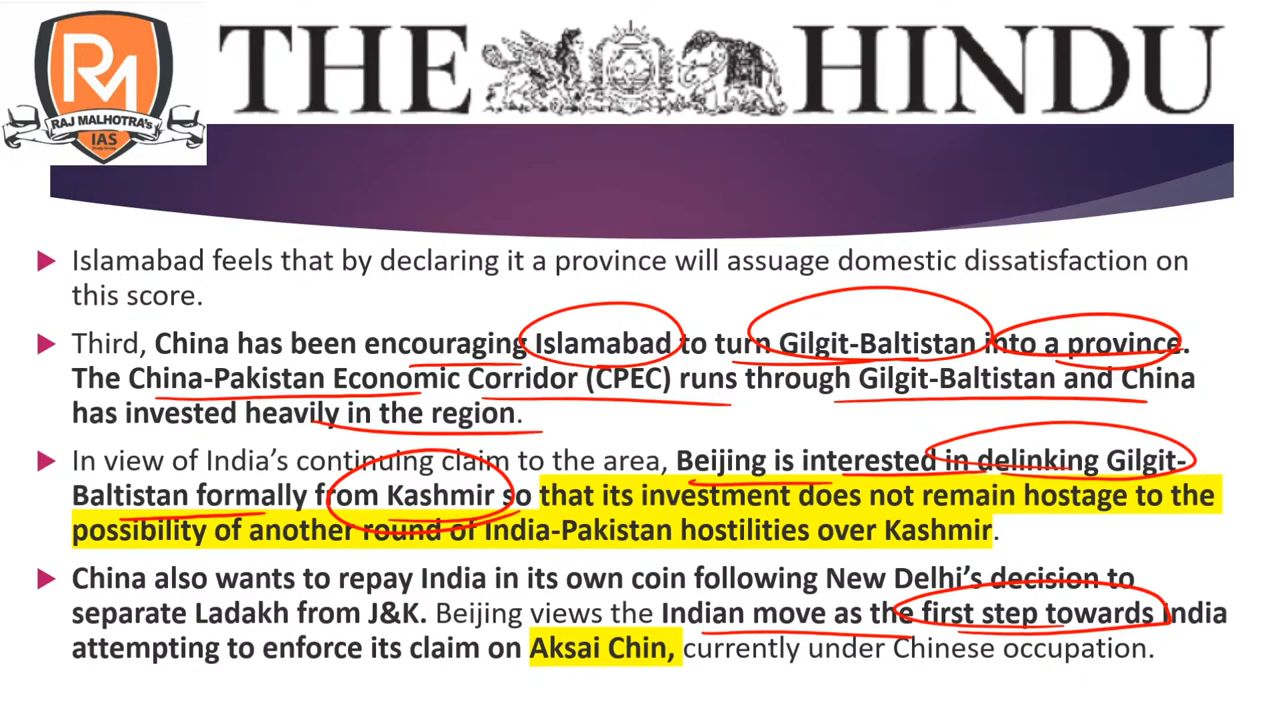 RM
RAJ MALHOTRA'S
IAS
THE HINDU
Islamabad feels that by declaring it a province will assuage domestic dissatisfaction on
this score.
Third, China has been encouraging Islamabad to turn Gilgit-Baltistan into a province.
The China-Pakistan Economic Corridor (CPEC) runs through Gilgit-Baltistan and China
has invested heavily in the region.
In view of India's continuing claim to the area, Beijing is interested in delinking Gilgit-
Baltistan formally from Kashmir so that its investment does not remain hostage to the
possibility of another round of India-Pakistan hostilities over Kashmir.
China also wants to repay India in its own coin following New Delhi's decision to
separate Ladakh from J&K. Beijing views the Indian move as the first step towards India
attempting to enforce its claim on Aksai Chin, currently under Chinese occupation.